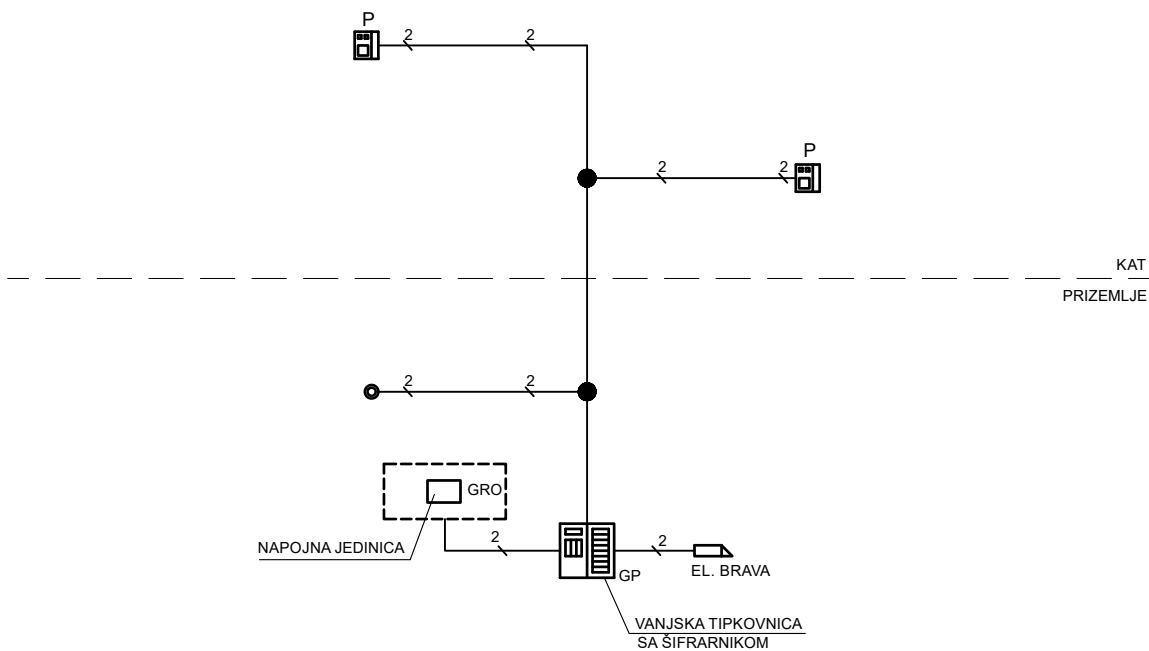 P
2 2
P
2 2
KAT
PRIZEMLJE
2 2
GRO
NAPOJNA JEDINICA
2
2
GP
EL. BRAVA
VANJSKA TIPKOVNICA
SA ŠIFRARNIKOM